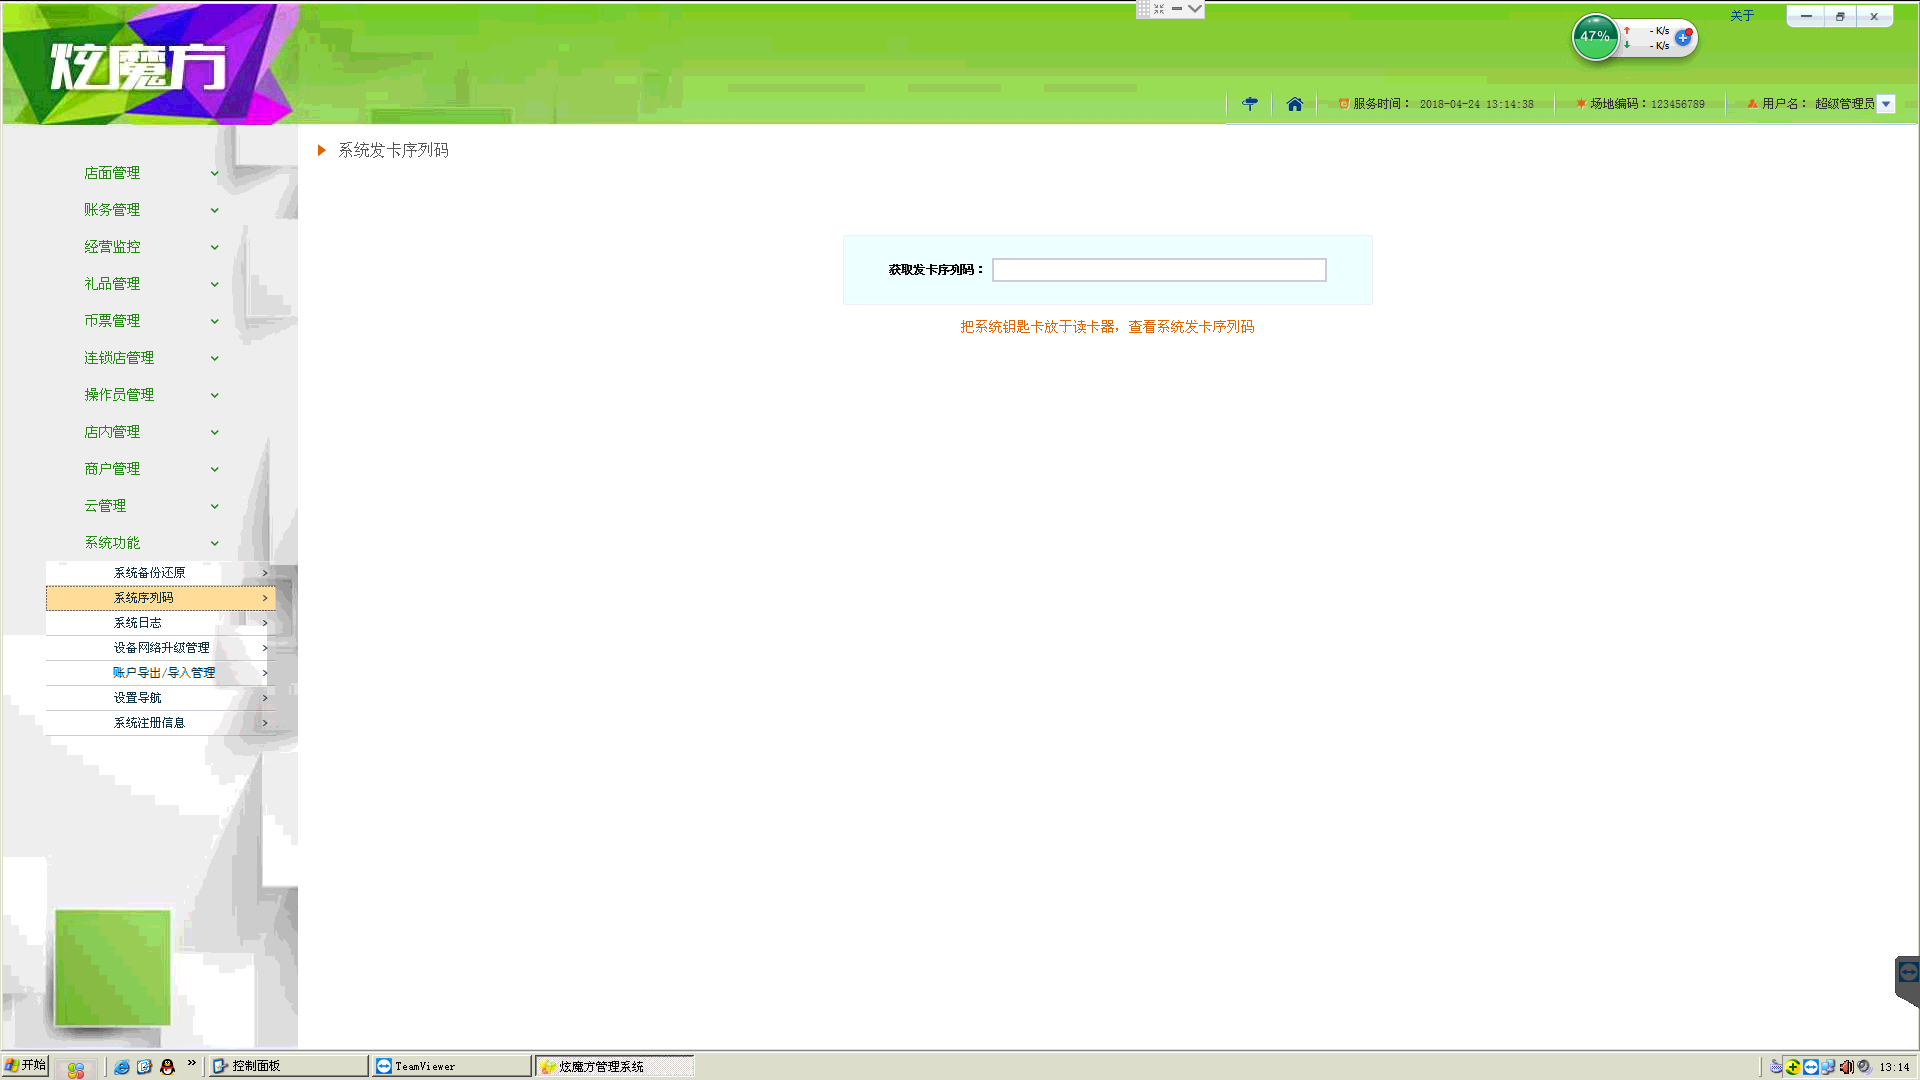 炫魔方
47%
- K/s
- K/s
关于
服务时间： 2018-04-24 13:14:38
场地编码：123456789
用户名： 超级管理员
系统发卡序列码
店面管理
账务管理
经营监控
礼品管理
币票管理
连锁店管理
操作员管理
店内管理
商户管理
云管理
系统功能
系统备份还原
系统序列码
系统日志
设备网络升级管理
账户导出/导入管理
设置导航
系统注册信息
获取发卡序列码：
把系统钥匙卡放于读卡器，查看系统发卡序列码
开始
控制面板
TeamViewer
炫魔方管理系统
13:14